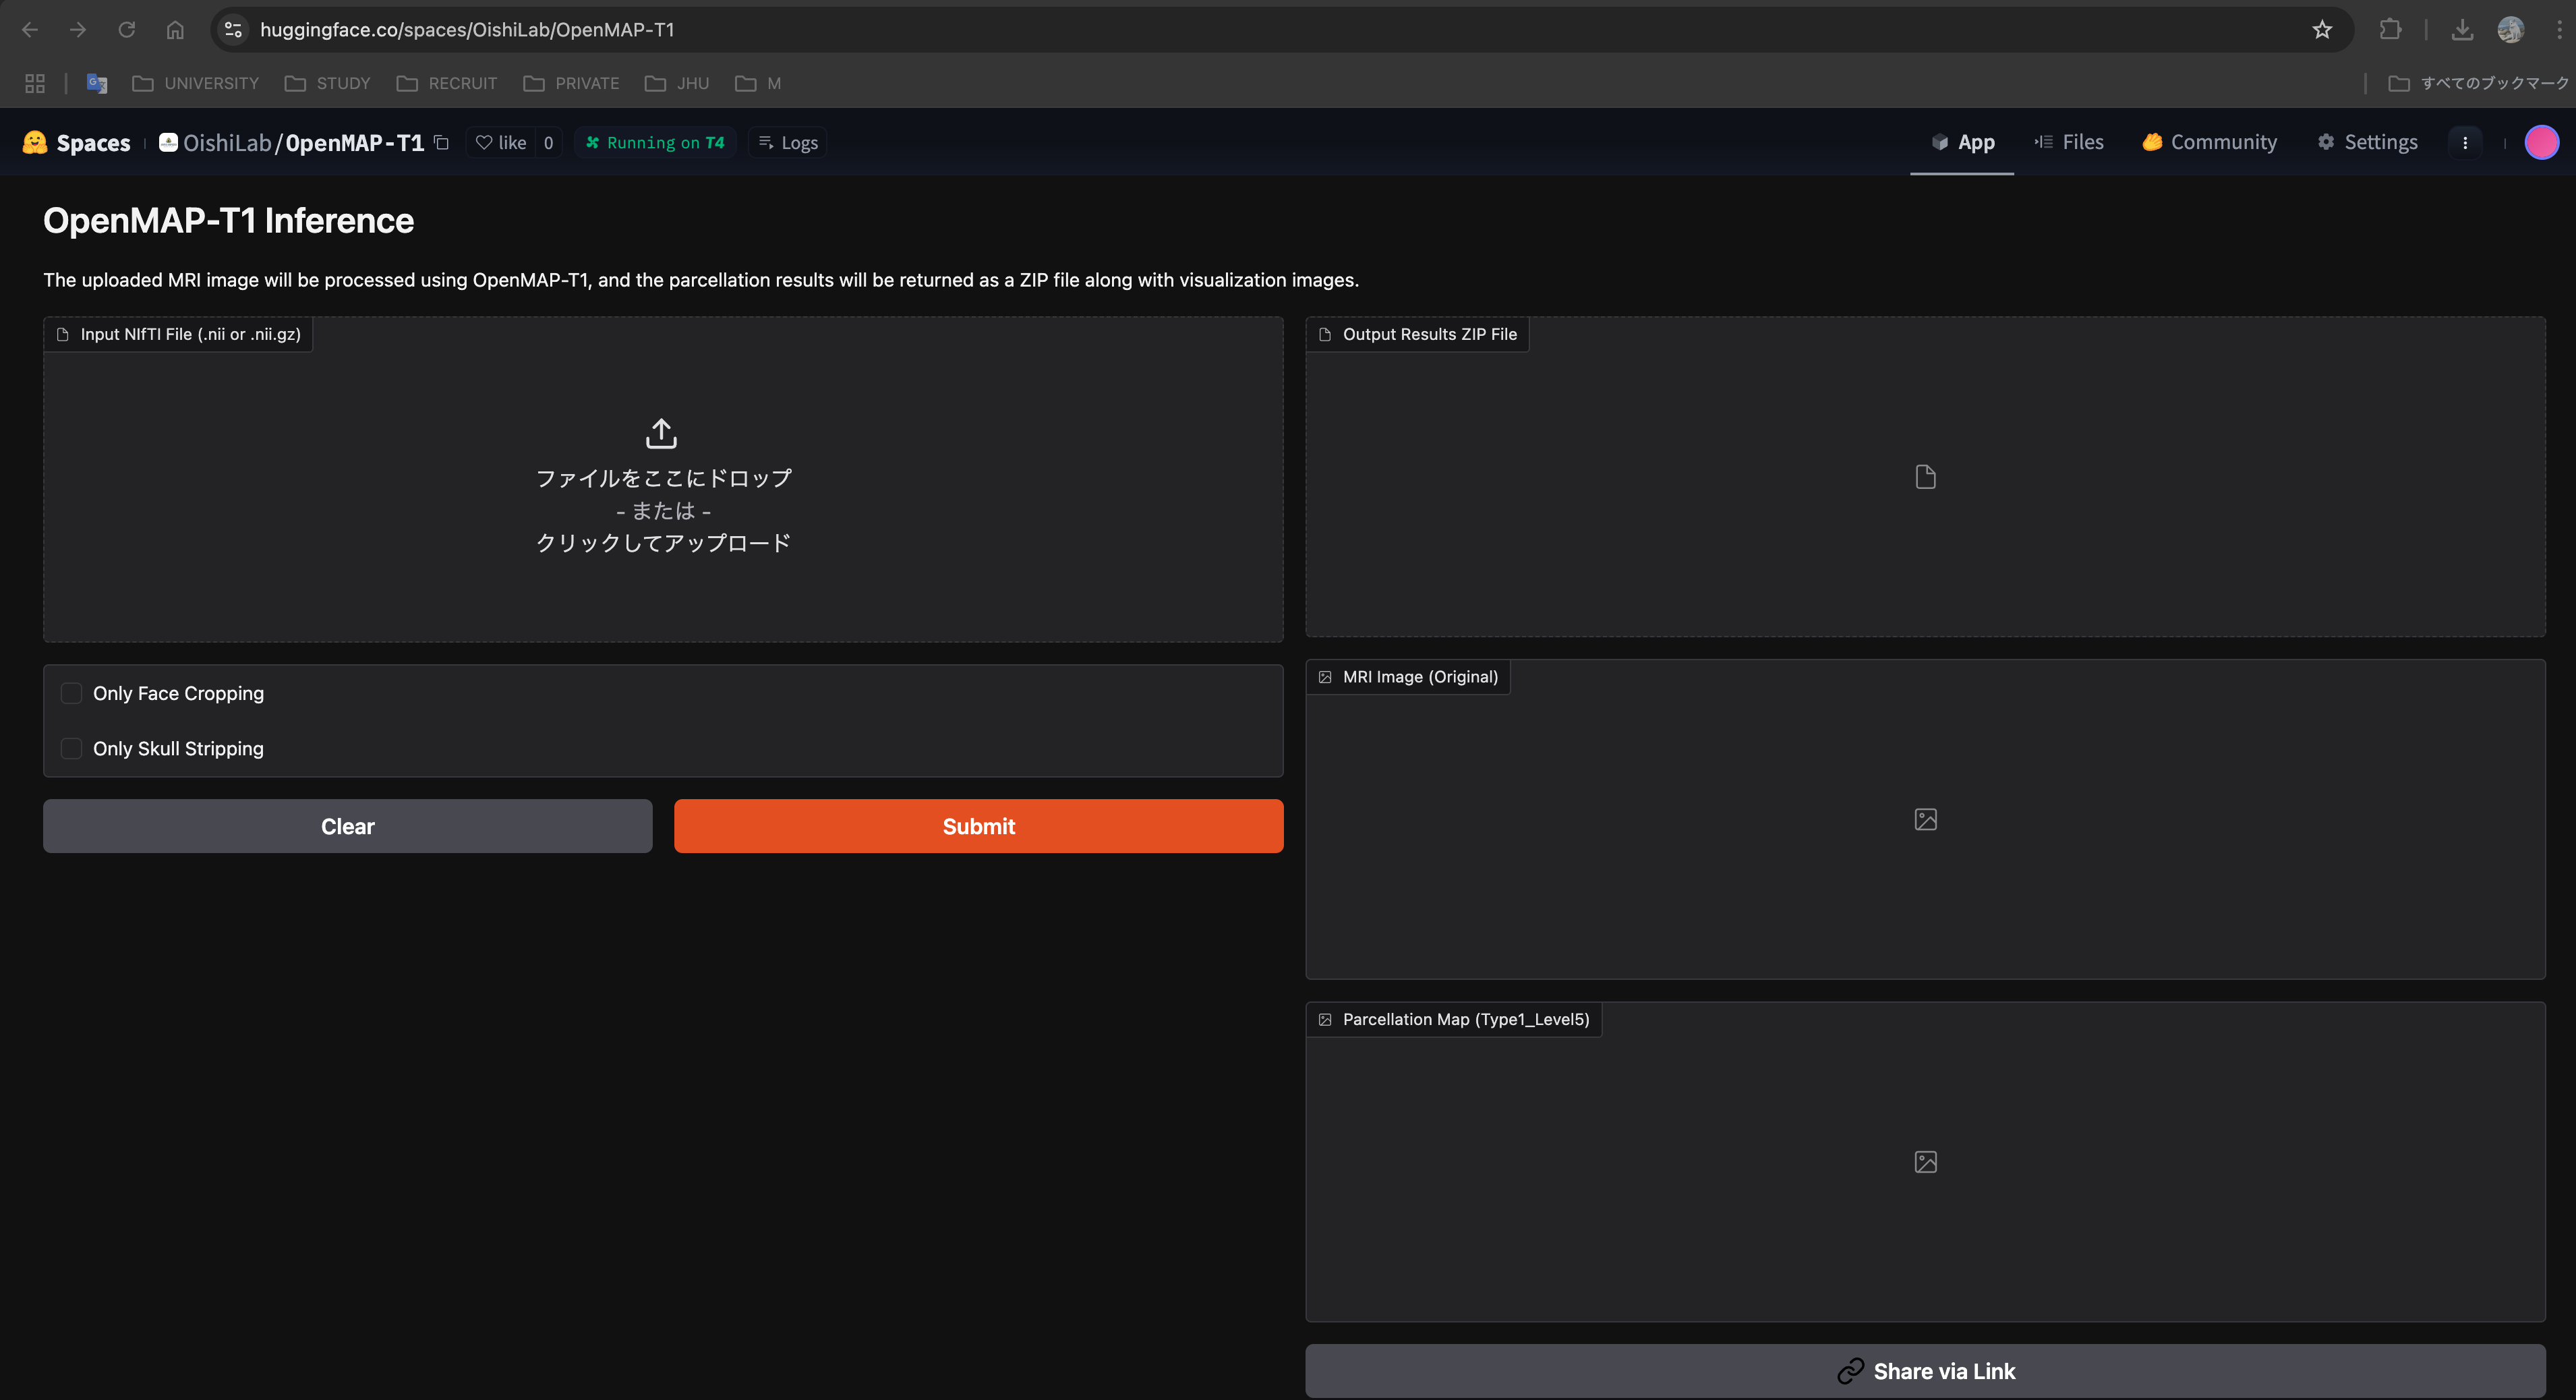 huggingface.co/spaces/OishiLab/OpenMAP-T1
UNIVERSITY
STUDY
RECRUIT
PRIVATE
JHU
M
すべてのブックマーク
Spaces
OishiLab/OpenMAP-T1
like
0
Running on T4
Logs
App
Files
Community
Settings
OpenMAP-T1 Inference
The uploaded MRI image will be processed using OpenMAP-T1, and the parcellation results will be returned as a ZIP file along with visualization images.
Input NIfTI File (.nii or .nii.gz)
ファイルをここにドロップ
- または -
クリックしてアップロード
Only Face Cropping
Only Skull Stripping
Clear
Submit
Output Results ZIP File
MRI Image (Original)
Parcellation Map (Type1_Level5)
Share via Link